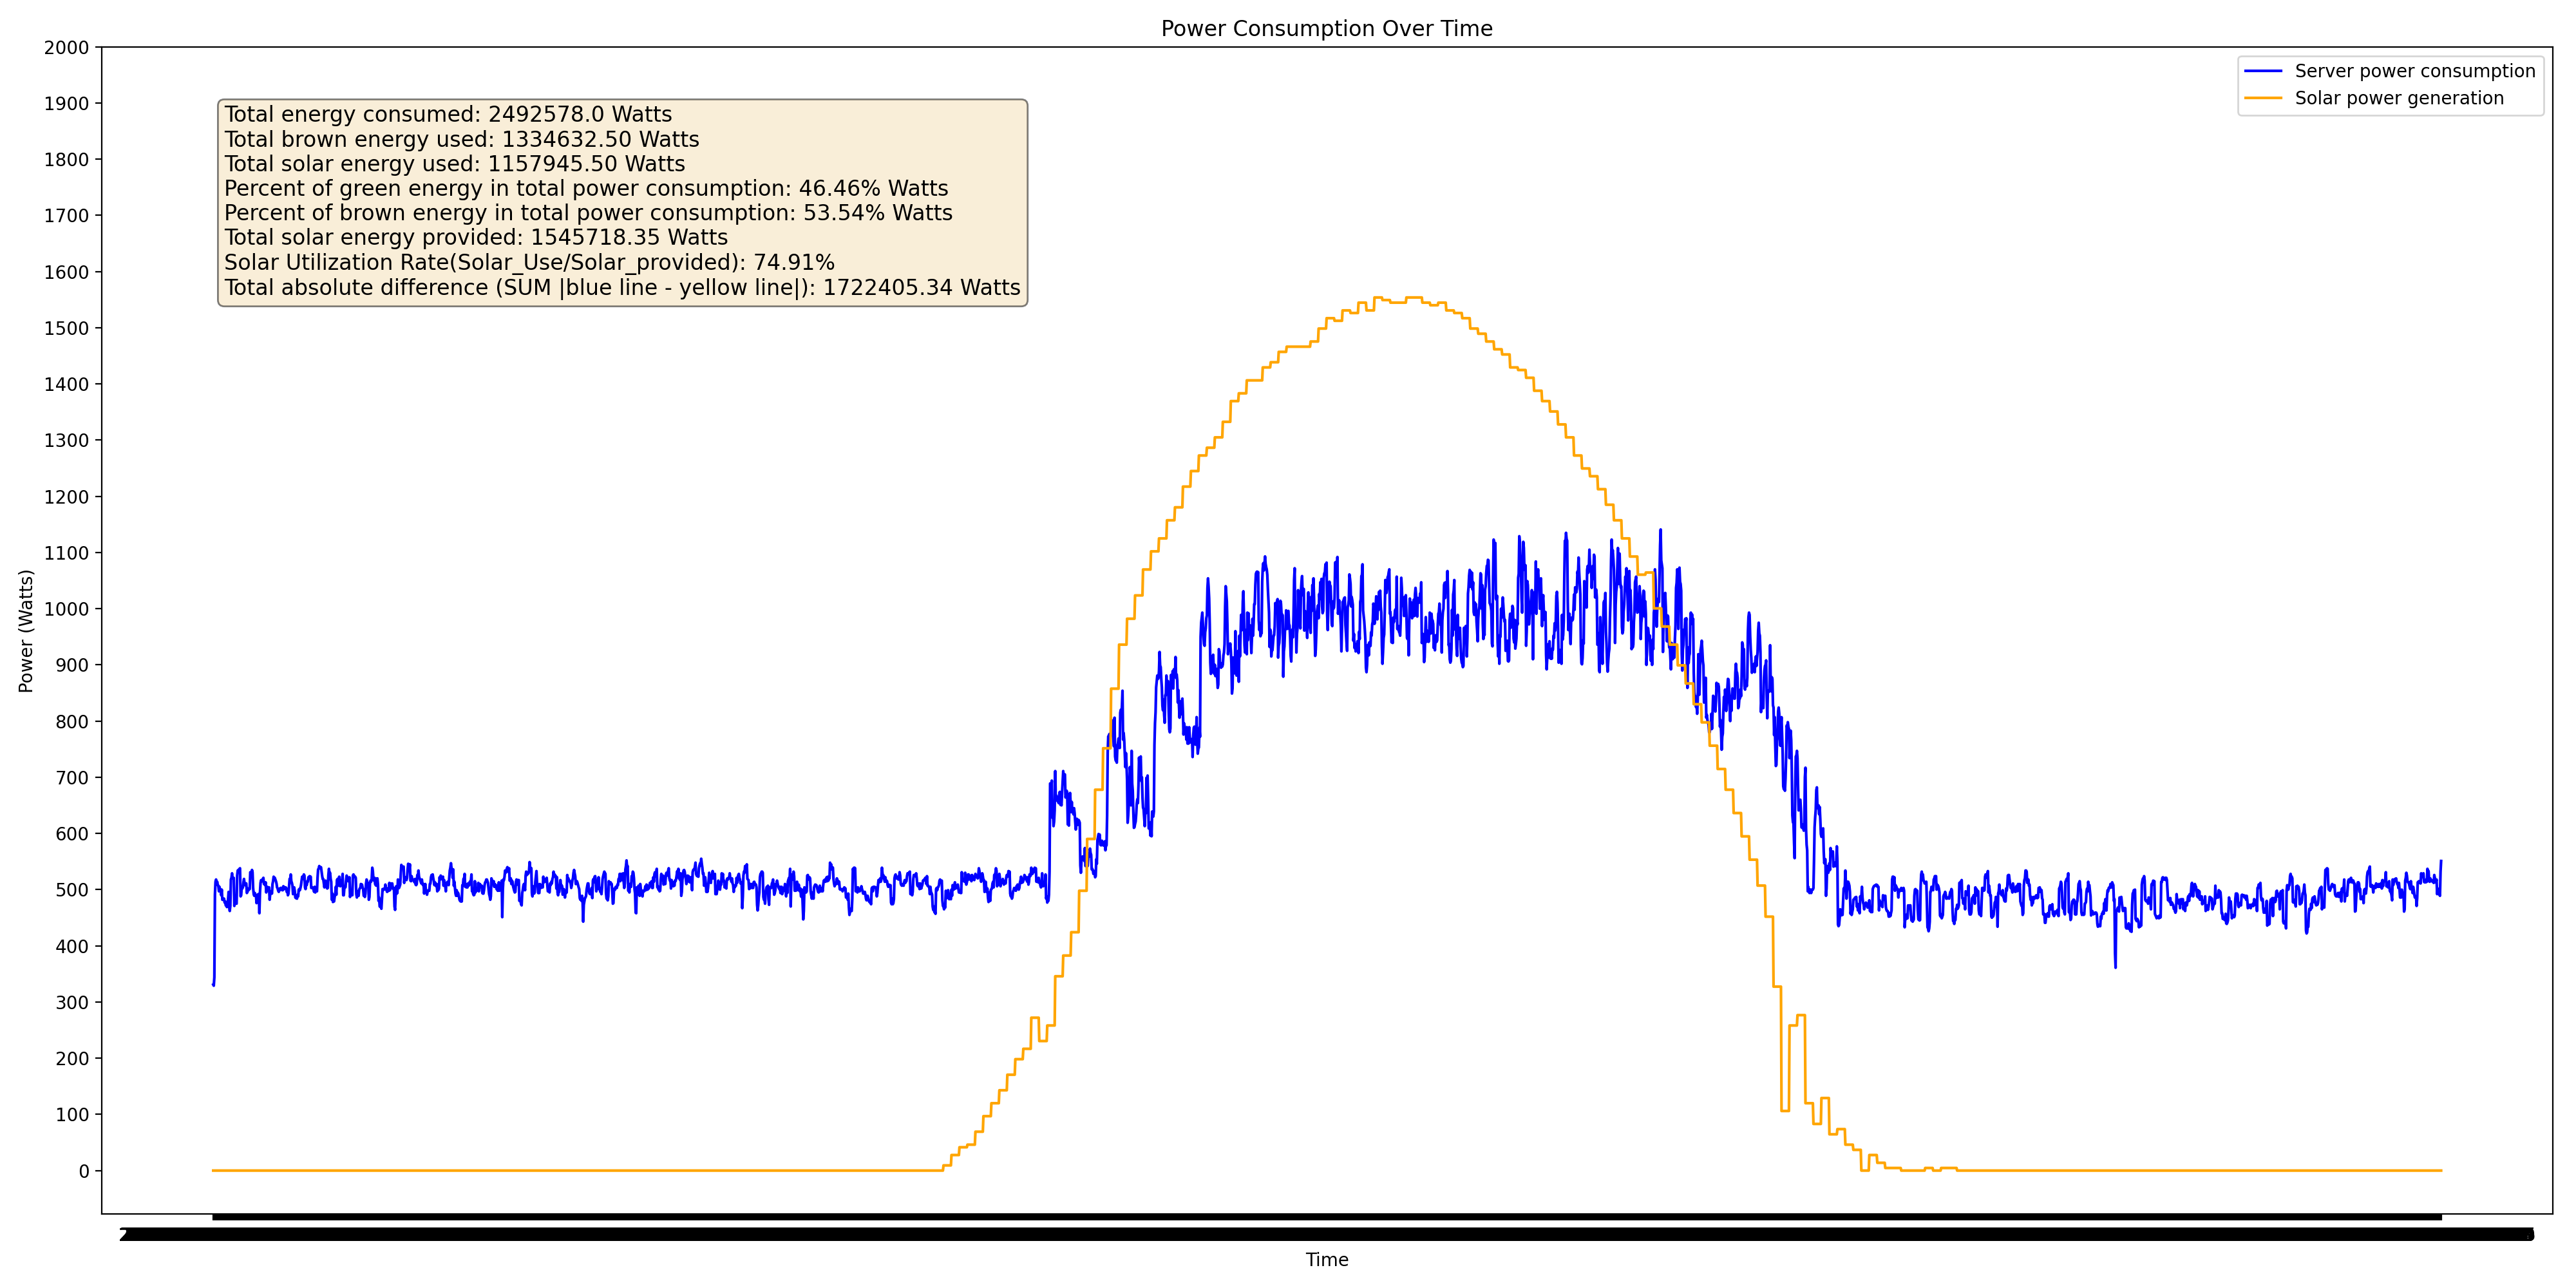 Power Consumption Over Time
2000
1900
1800
1700
1600
1500
1400
1300
1200
1100
1000
900
800
700
600
500
400
300
200
100
0
Power (Watts)
Total energy consumed: 2492578.0 Watts
Total brown energy used: 1334632.50 Watts
Total solar energy used: 1157945.50 Watts
Percent of green energy in total power consumption: 46.46% Watts
Percent of brown energy in total power consumption: 53.54% Watts
Total solar energy provided: 1545718.35 Watts
Solar Utilization Rate(Solar_Use/Solar_provided): 74.91%
Total absolute difference (SUM |blue line - yellow line|): 1722405.34 Watts
Server power consumption
Solar power generation
Time